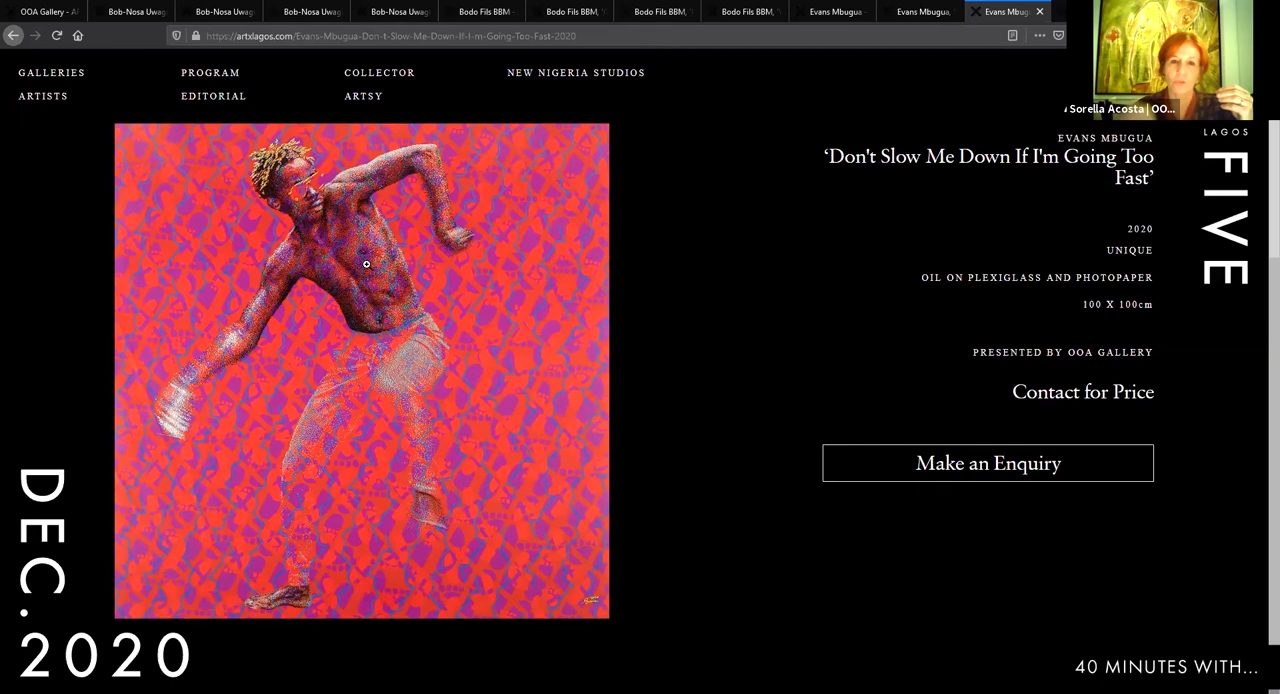 OOA Gallery - AF
Bob-Nosa Uwag
Bob-Nosa Uwag
Bob-Nosa Uwag
Bob-Nosa Uwag
Bodo Fils BBM -
Bodo Fils BBM, '
Bodo Fils BBM, '
Bodo Fils BBM, '
Evans Mbugua -
Evans Mbugua,
Evans Mbug
https://artxlagos.com/Evans-Mbugua-Don-t-Slow-Me-Down-If-I-m-Going-Too-Fast-2020
GALLERIES
PROGRAM
COLLECTOR
NEW NIGERIA STUDIOS
ARTISTS
EDITORIAL
ARTSY
Sorella Acosta | OO...
LAGOS
FIVE
EVANS MBUGUA
‘Don't Slow Me Down If I'm Going Too
Fast’
2020
UNIQUE
OIL ON PLEXIGLASS AND PHOTOPAPER
100 X 100cm
PRESENTED BY OOA GALLERY
Contact for Price
Make an Enquiry
DEC.
2020
40 MINUTES WITH...